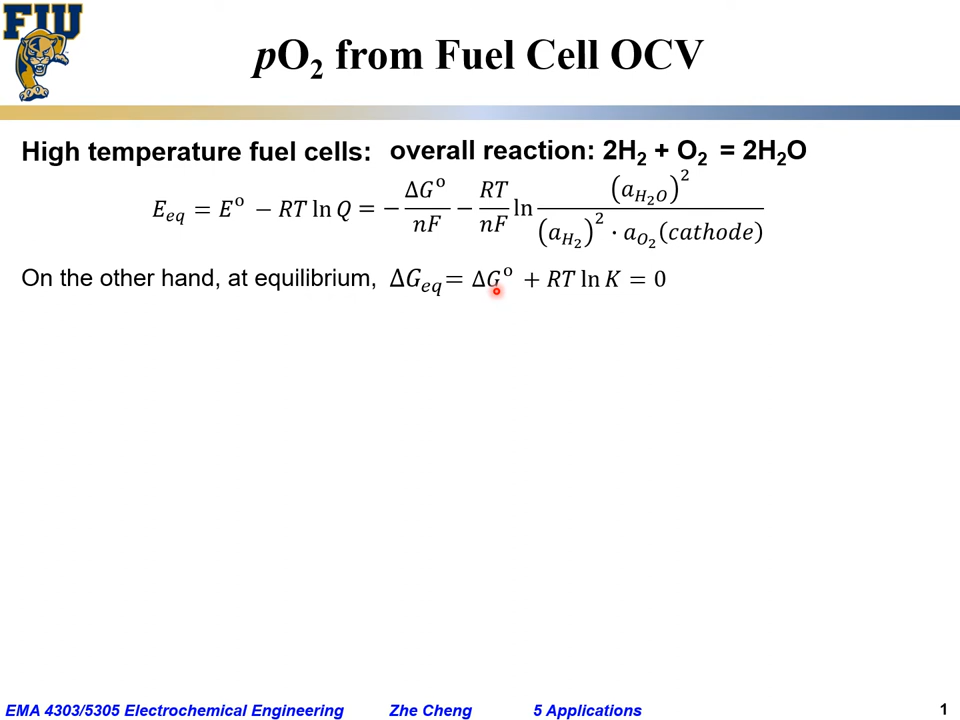 FIU
pO₂ from Fuel Cell OCV
High temperature fuel cells: overall reaction: 2H₂ + O₂ = 2H₂O
E_eq = E° − RT ln Q = − ΔG°/nF − RT/nF ln (a_H₂O)²/((a_H₂)² · a_O₂(cathode))
On the other hand, at equilibrium, ΔG_eq = ΔG° + RT ln K = 0
EMA 4303/5305 Electrochemical Engineering Zhe Cheng 5 Applications 1